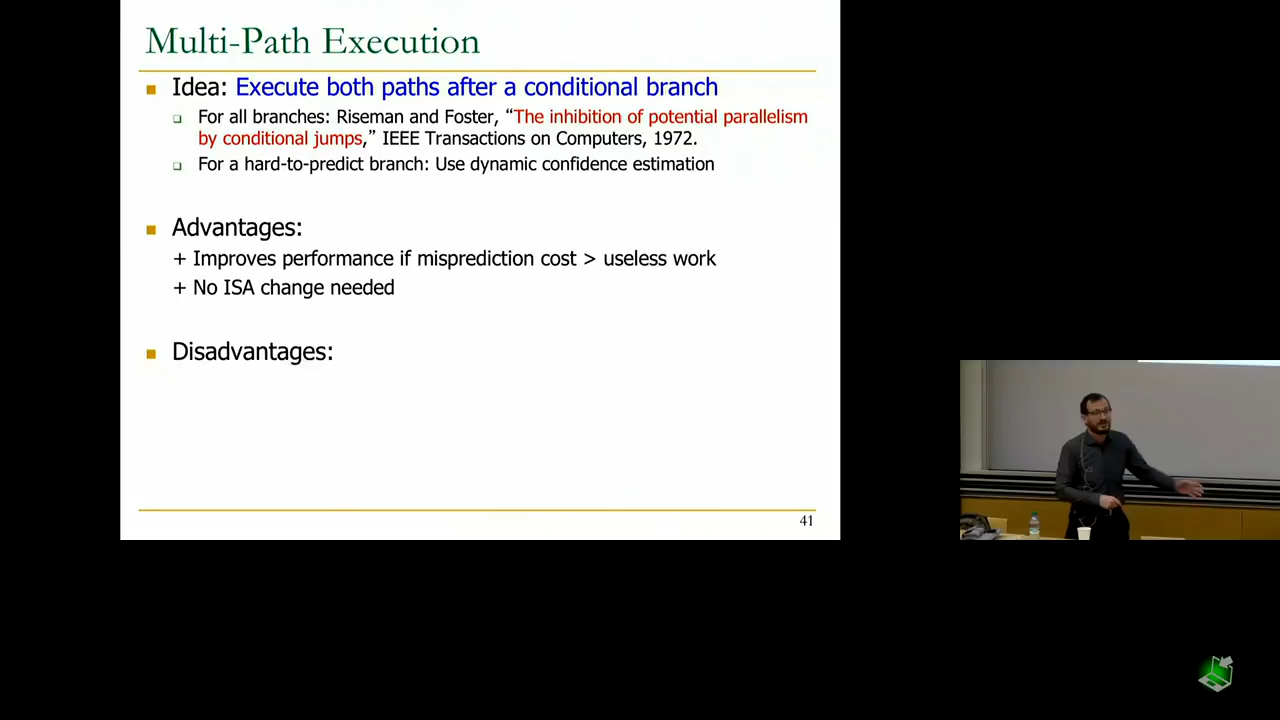 Multi-Path Execution
Idea: Execute both paths after a conditional branch
For all branches: Riseman and Foster, “The inhibition of potential parallelism
by conditional jumps,” IEEE Transactions on Computers, 1972.
For a hard-to-predict branch: Use dynamic confidence estimation
Advantages:
+ Improves performance if misprediction cost > useless work
+ No ISA change needed
Disadvantages:
41